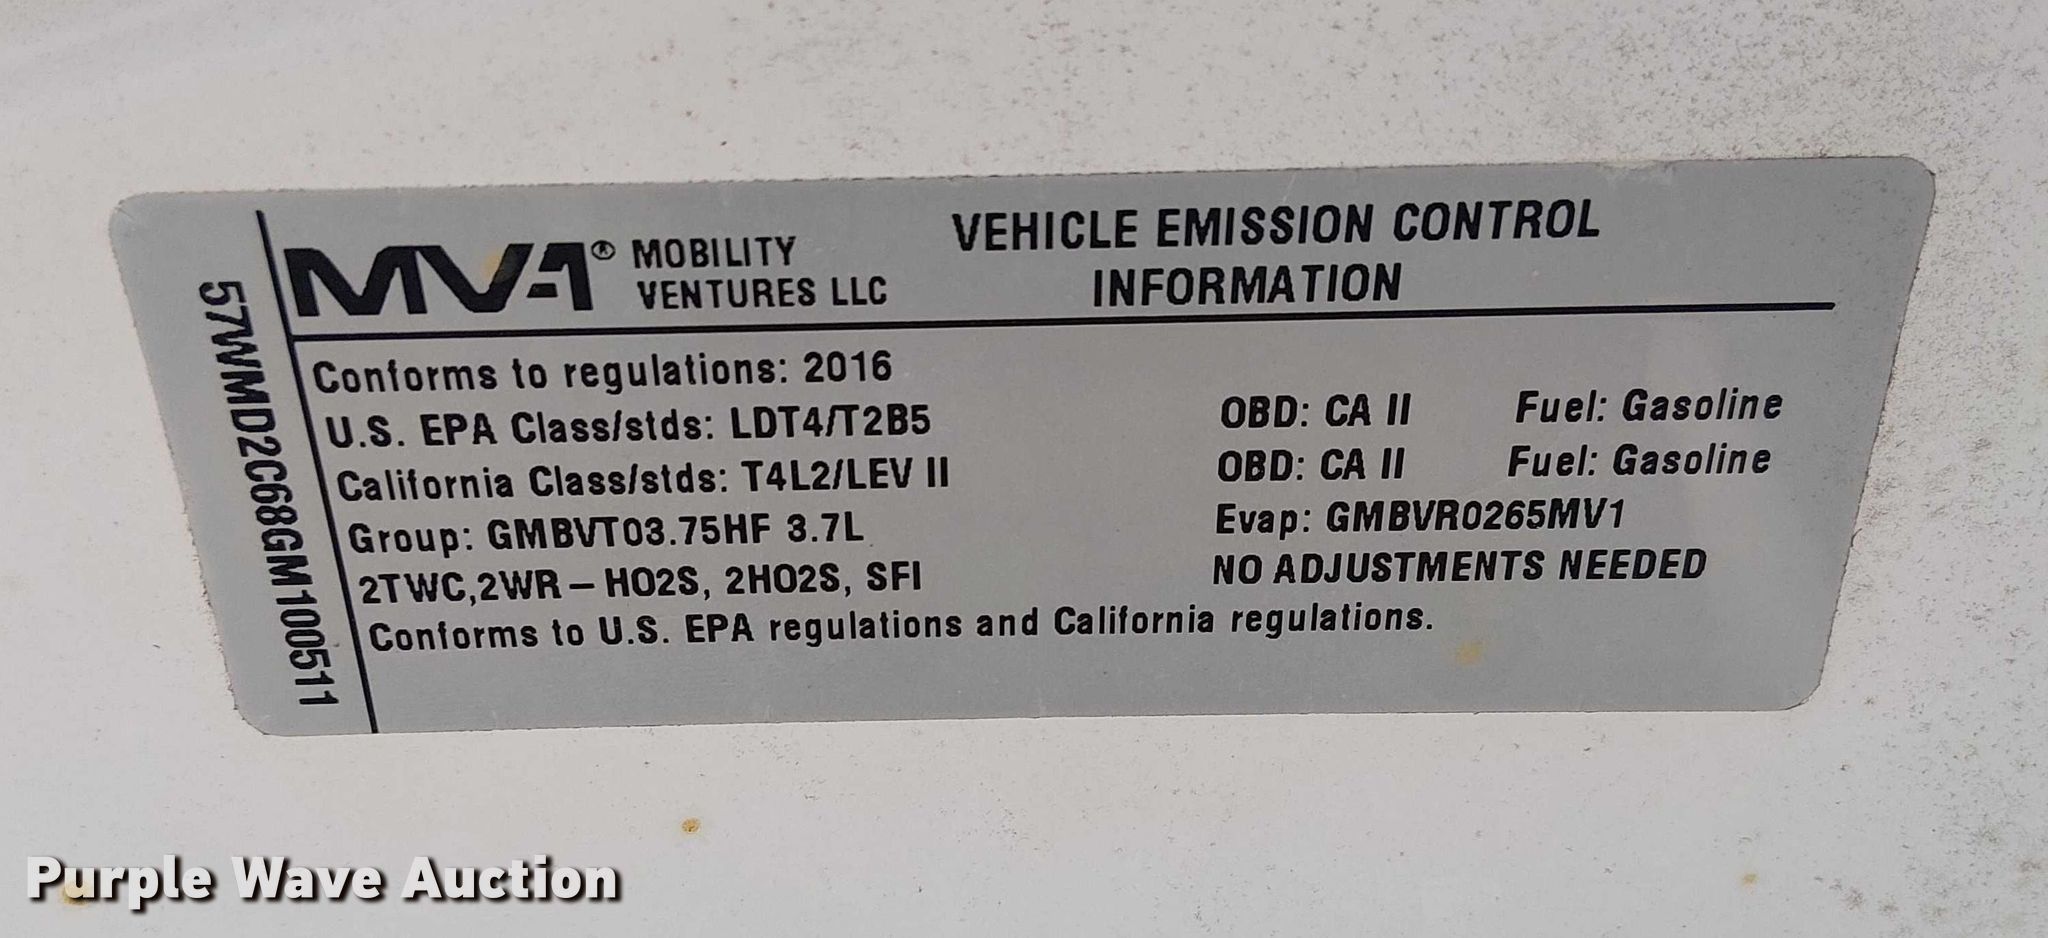 57WMD2C68GM100511
MV-1® MOBILITY
VENTURES LLC
VEHICLE EMISSION CONTROL
INFORMATION
Conforms to regulations: 2016
U.S. EPA Class/stds: LDT4/T2B5 OBD: CA II Fuel: Gasoline
California Class/stds: T4L2/LEV II OBD: CA II Fuel: Gasoline
Group: GMBVT03.75HF 3.7L Evap: GMBVR0265MV1
2TWC,2WR – HO2S, 2HO2S, SFI NO ADJUSTMENTS NEEDED
Conforms to U.S. EPA regulations and California regulations.
Purple Wave Auction